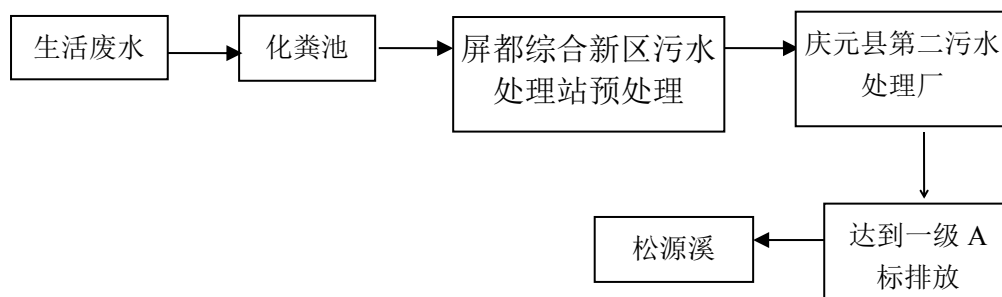 生活废水
化粪池
屏都综合新区污水
处理站预处理
庆元县第二污水
处理厂
达到一级 A
标排放
松源溪